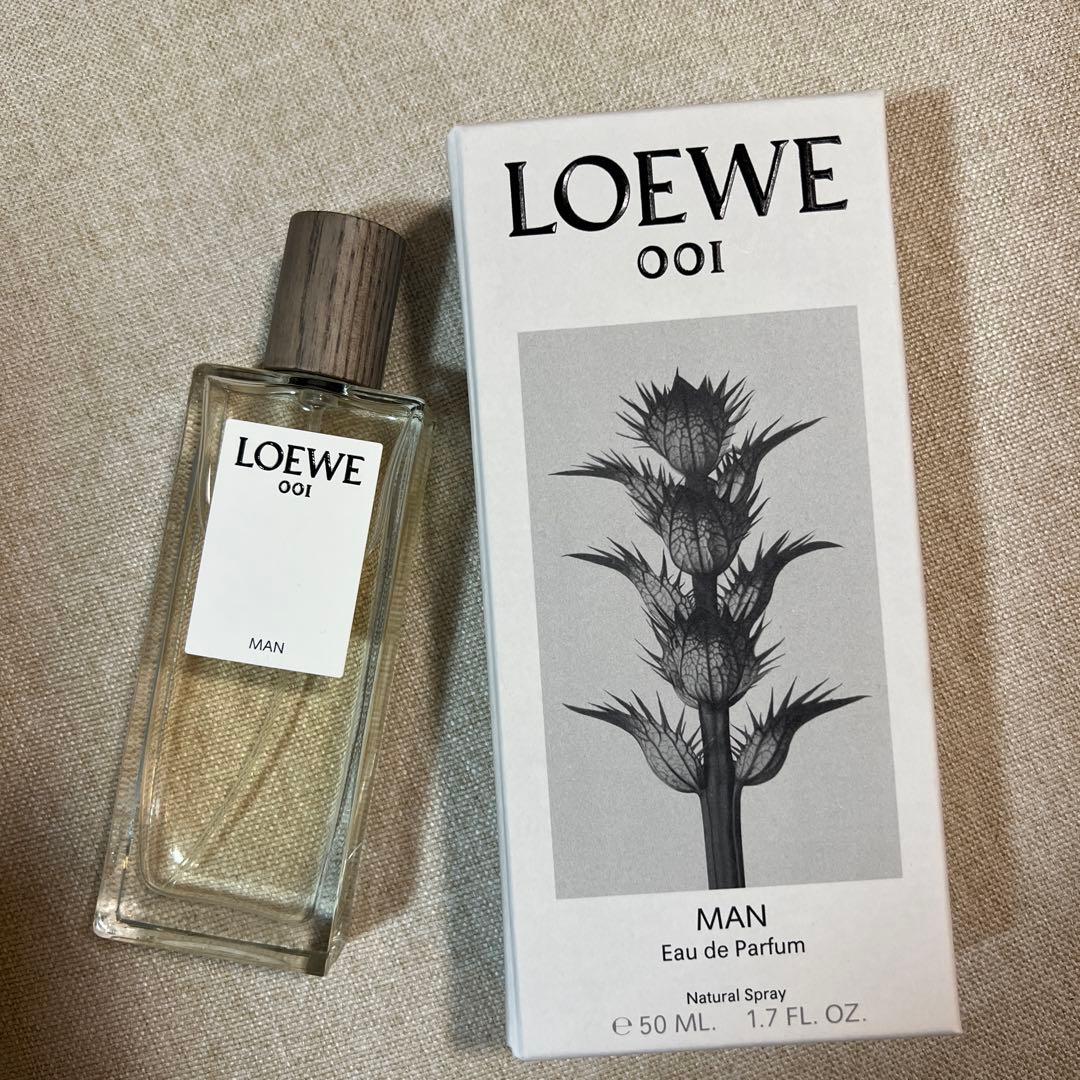 LOEWE
001
MAN
LOEWE
001
MAN
Eau de Parfum
Natural Spray
℮ 50 ML. 1.7 FL. OZ.